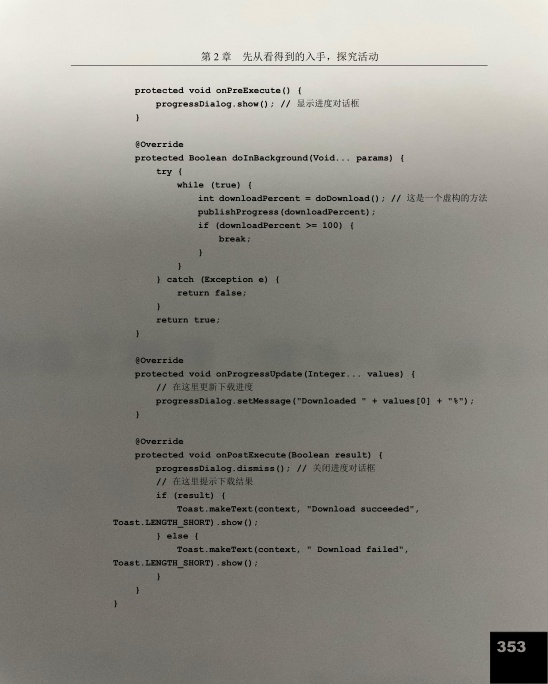 第 2 章 先从看得到的入手，探究活动
protected void onPreExecute() {
progressDialog.show(); // 显示进度对话框
}
@Override
protected Boolean doInBackground(Void... params) {
try {
while (true) {
int downloadPercent = doDownload(); // 这是一个虚构的方法
publishProgress(downloadPercent);
if (downloadPercent >= 100) {
break;
}
}
} catch (Exception e) {
return false;
}
return true;
}
@Override
protected void onProgressUpdate(Integer... values) {
// 在这里更新下载进度
progressDialog.setMessage("Downloaded " + values[0] + "%");
}
@Override
protected void onPostExecute(Boolean result) {
progressDialog.dismiss(); // 关闭进度对话框
// 在这里提示下载结果
if (result) {
Toast.makeText(context, "Download succeeded",
Toast.LENGTH_SHORT).show();
} else {
Toast.makeText(context, " Download failed",
Toast.LENGTH_SHORT).show();
}
}
}
353